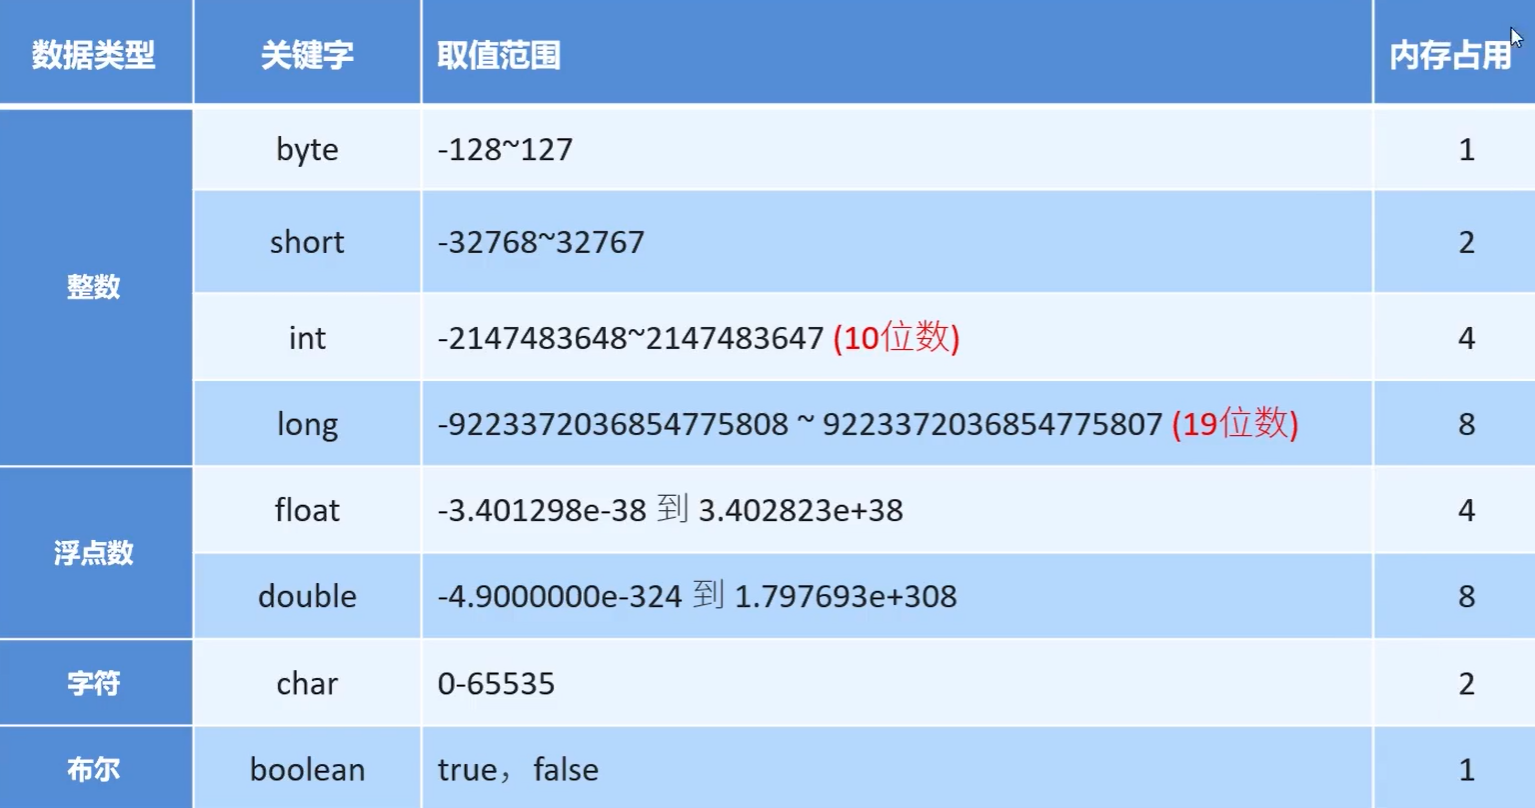 数据类型 关键字 取值范围 内存占用
整数 byte -128~127 1
short -32768~32767 2
int -2147483648~2147483647 (10位数) 4
long -9223372036854775808 ~ 9223372036854775807 (19位数) 8
浮点数 float -3.401298e-38 到 3.402823e+38 4
double -4.9000000e-324 到 1.797693e+308 8
字符 char 0-65535 2
布尔 boolean true，false 1